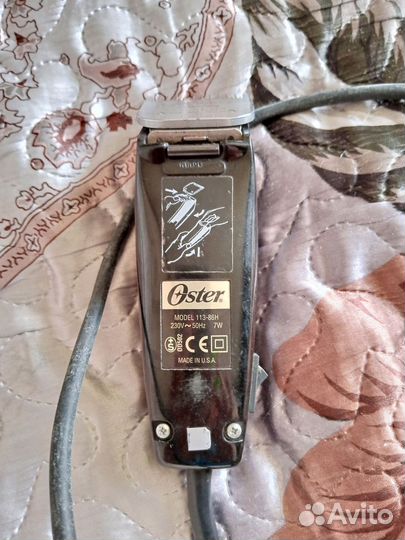 Oster
MODEL 113-86H
230V~50Hz 7W
CE
MADE IN U.S.A.
Avito